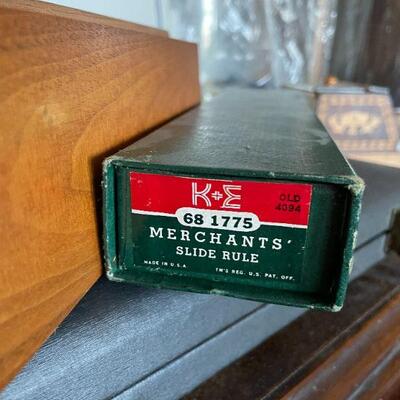 K+E
OLD
4094
68 1775
MERCHANTS'
SLIDE RULE
MADE IN U.S.A
TM'S REG. U.S. PAT. OFF.